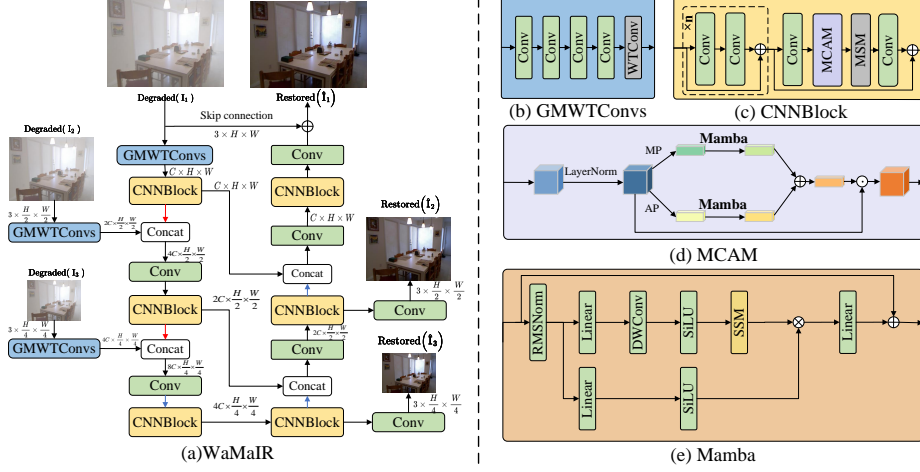 Degraded( I₁ )
Restored(Î₁)
Skip connection
3 × H × W
GMWTConvs
C × H × W
CNNBlock
C × H × W
Degraded( I₂ )
3 × H/2 × W/2
GMWTConvs
2C × H/2 × W/2
Concat
4C × H/2 × W/2
Conv
CNNBlock
2C × H/2 × W/2
Degraded( I₃ )
3 × H/4 × W/4
GMWTConvs
4C × H/4 × W/4
Concat
8C × H/4 × W/4
Conv
CNNBlock
4C × H/4 × W/4
Conv
CNNBlock
C × H × W
Conv
Concat
CNNBlock
2C × H/2 × W/2
Conv
Concat
CNNBlock
Restored(Î₂)
3 × H/2 × W/2
Conv
Restored(Î₃)
3 × H/4 × W/4
Conv
(a)WaMaIR
Conv
Conv
Conv
Conv
WTConv
(b) GMWTConvs
×n
Conv
Conv
Conv
MCAM
MSM
Conv
(c) CNNBlock
LayerNorm
MP
Mamba
AP
Mamba
(d) MCAM
RMSNorm
Linear
DWConv
SiLU
SSM
Linear
Linear
SiLU
(e) Mamba